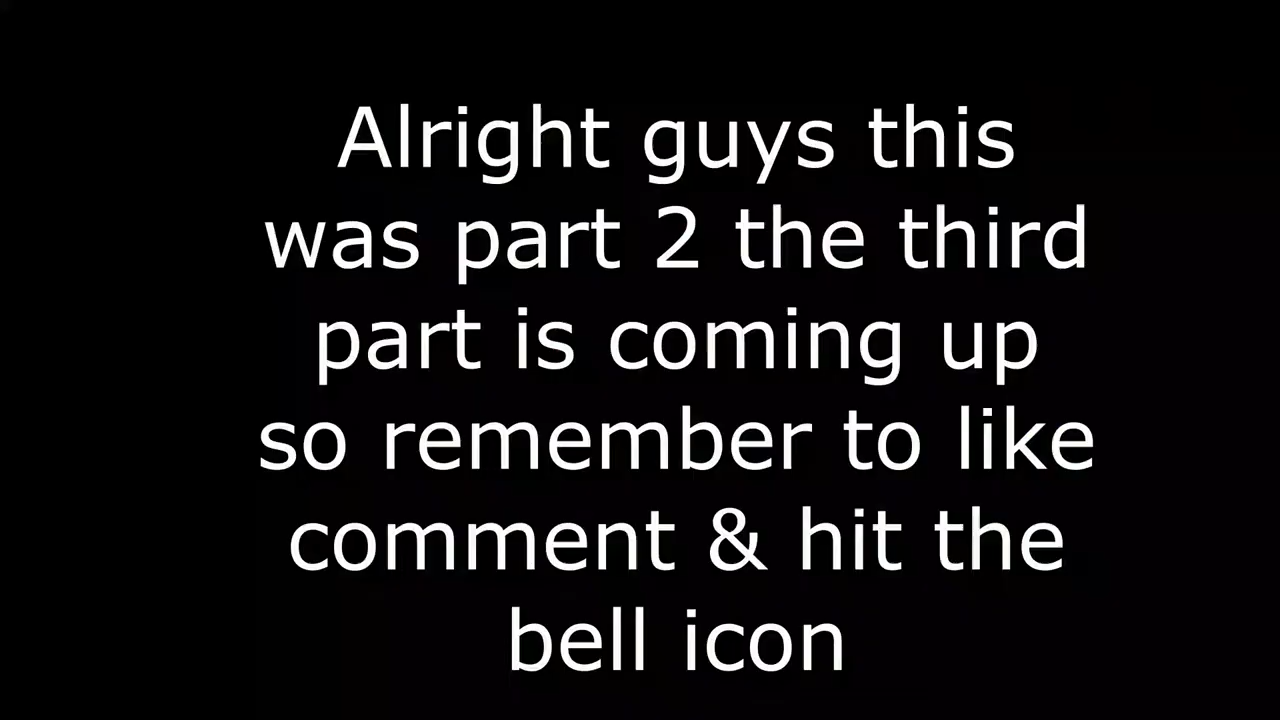 Alright guys this
was part 2 the third
part is coming up
so remember to like
comment & hit the
bell icon